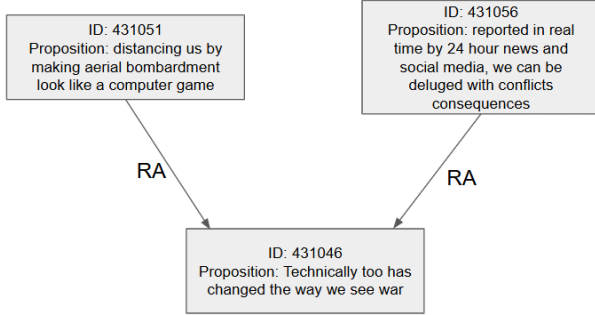 ID: 431051
Proposition: distancing us by
making aerial bombardment
look like a computer game
ID: 431056
Proposition: reported in real
time by 24 hour news and
social media, we can be
deluged with conflicts
consequences
RA
RA
ID: 431046
Proposition: Technically too has
changed the way we see war